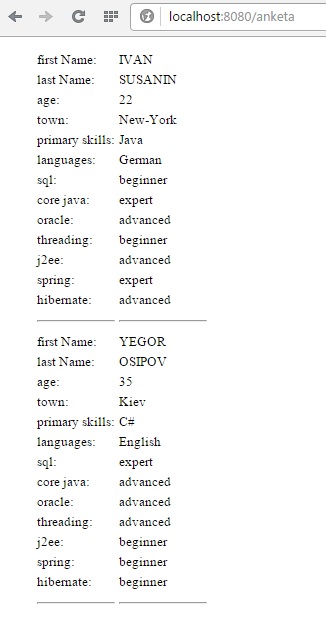 localhost:8080/anketa
first Name: IVAN
last Name: SUSANIN
age: 22
town: New-York
primary skills: Java
languages: German
sql: beginner
core java: expert
oracle: advanced
threading: beginner
j2ee: advanced
spring: expert
hibernate: advanced
first Name: YEGOR
last Name: OSIPOV
age: 35
town: Kiev
primary skills: C#
languages: English
sql: expert
core java: advanced
oracle: advanced
threading: advanced
j2ee: beginner
spring: beginner
hibernate: beginner